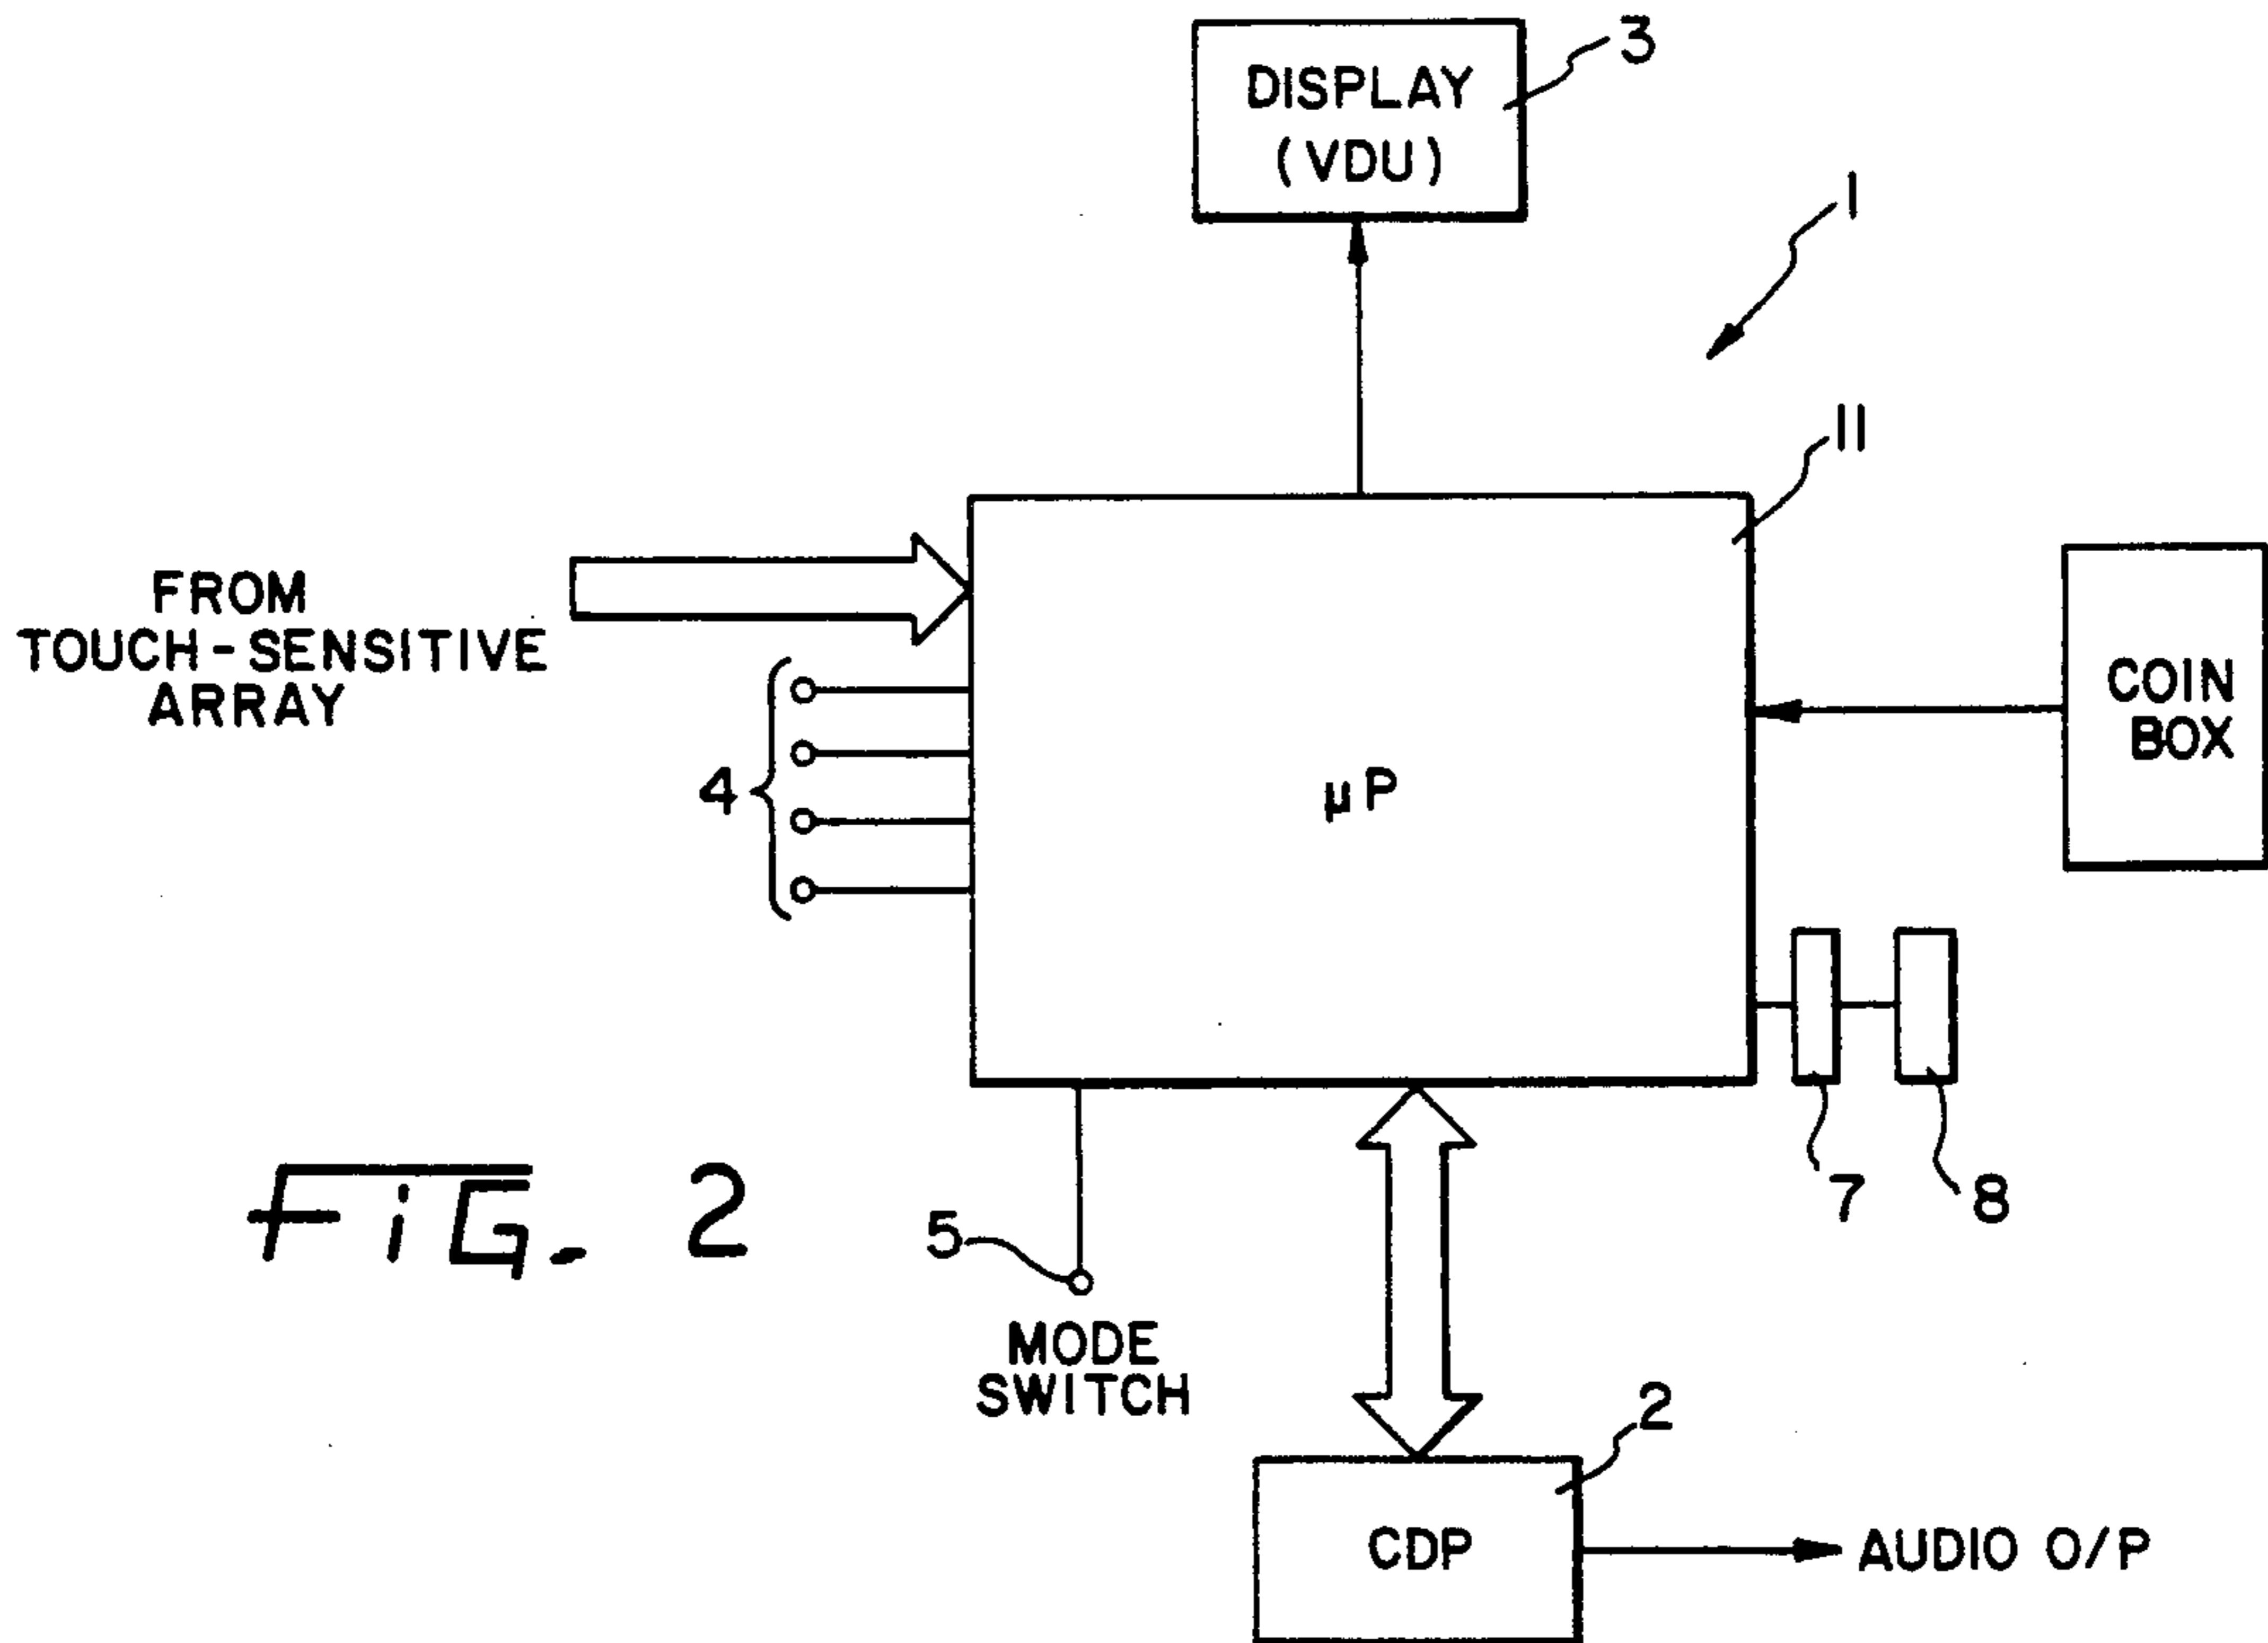 3
DISPLAY
(VDU)
1
11
FROM
TOUCH-SENSITIVE
ARRAY
COIN
BOX
4
µP
7
8
FiG. 2
5
MODE
SWITCH
2
CDP
AUDIO O/P